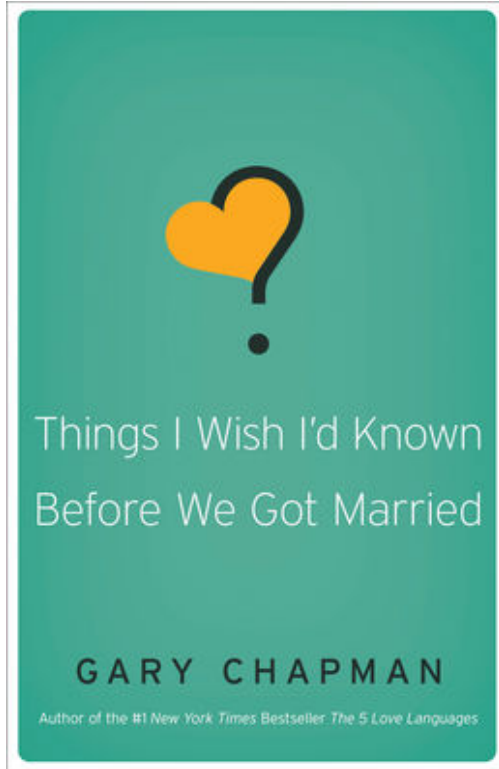 Things I Wish I'd Known
Before We Got Married
GARY CHAPMAN
Author of the #1 New York Times Bestseller The 5 Love Languages